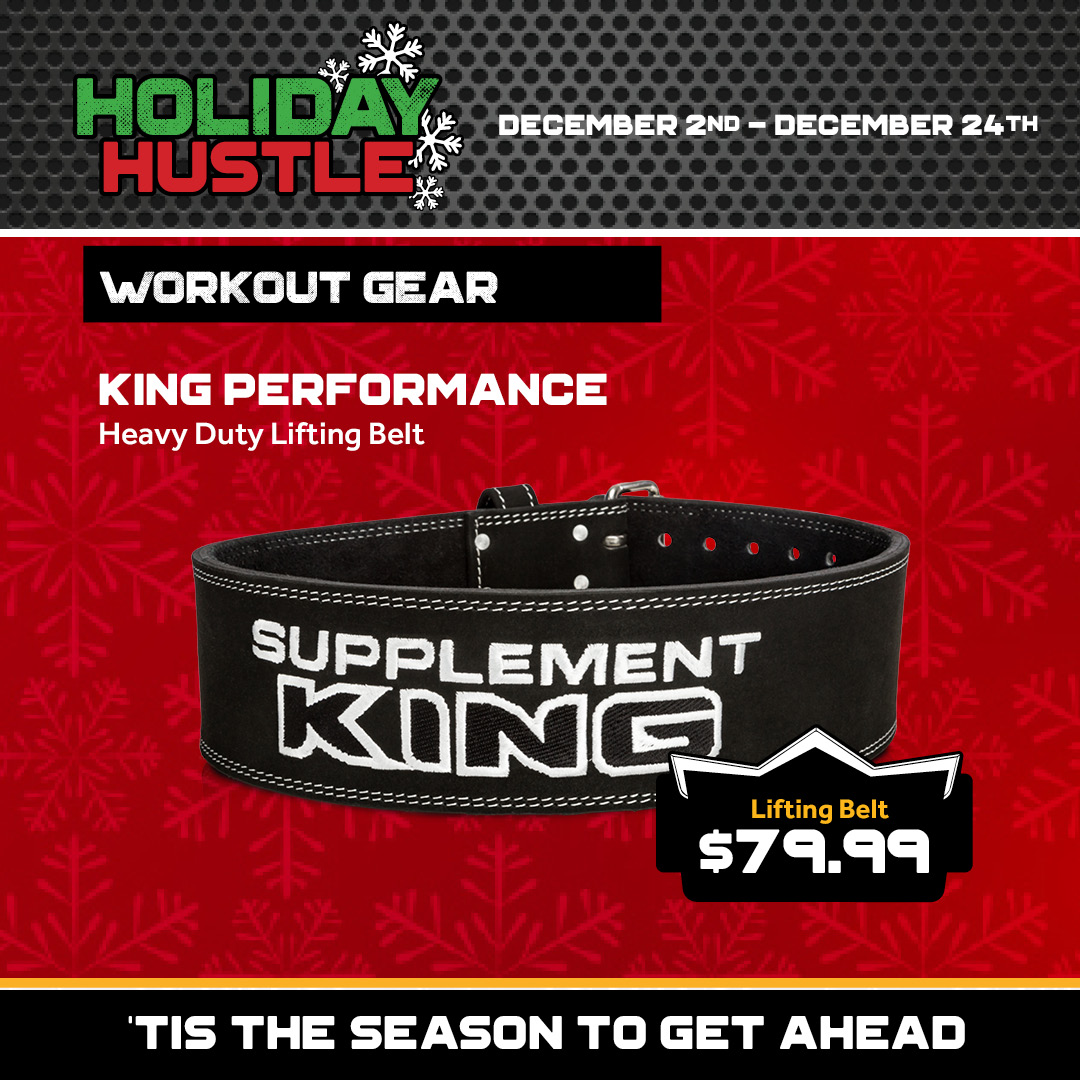 HOLIDAY
HUSTLE
DECEMBER 2ND – DECEMBER 24TH
WORKOUT GEAR
KING PERFORMANCE
Heavy Duty Lifting Belt
SUPPLEMENT
KING
Lifting Belt
$79.99
'TIS THE SEASON TO GET AHEAD